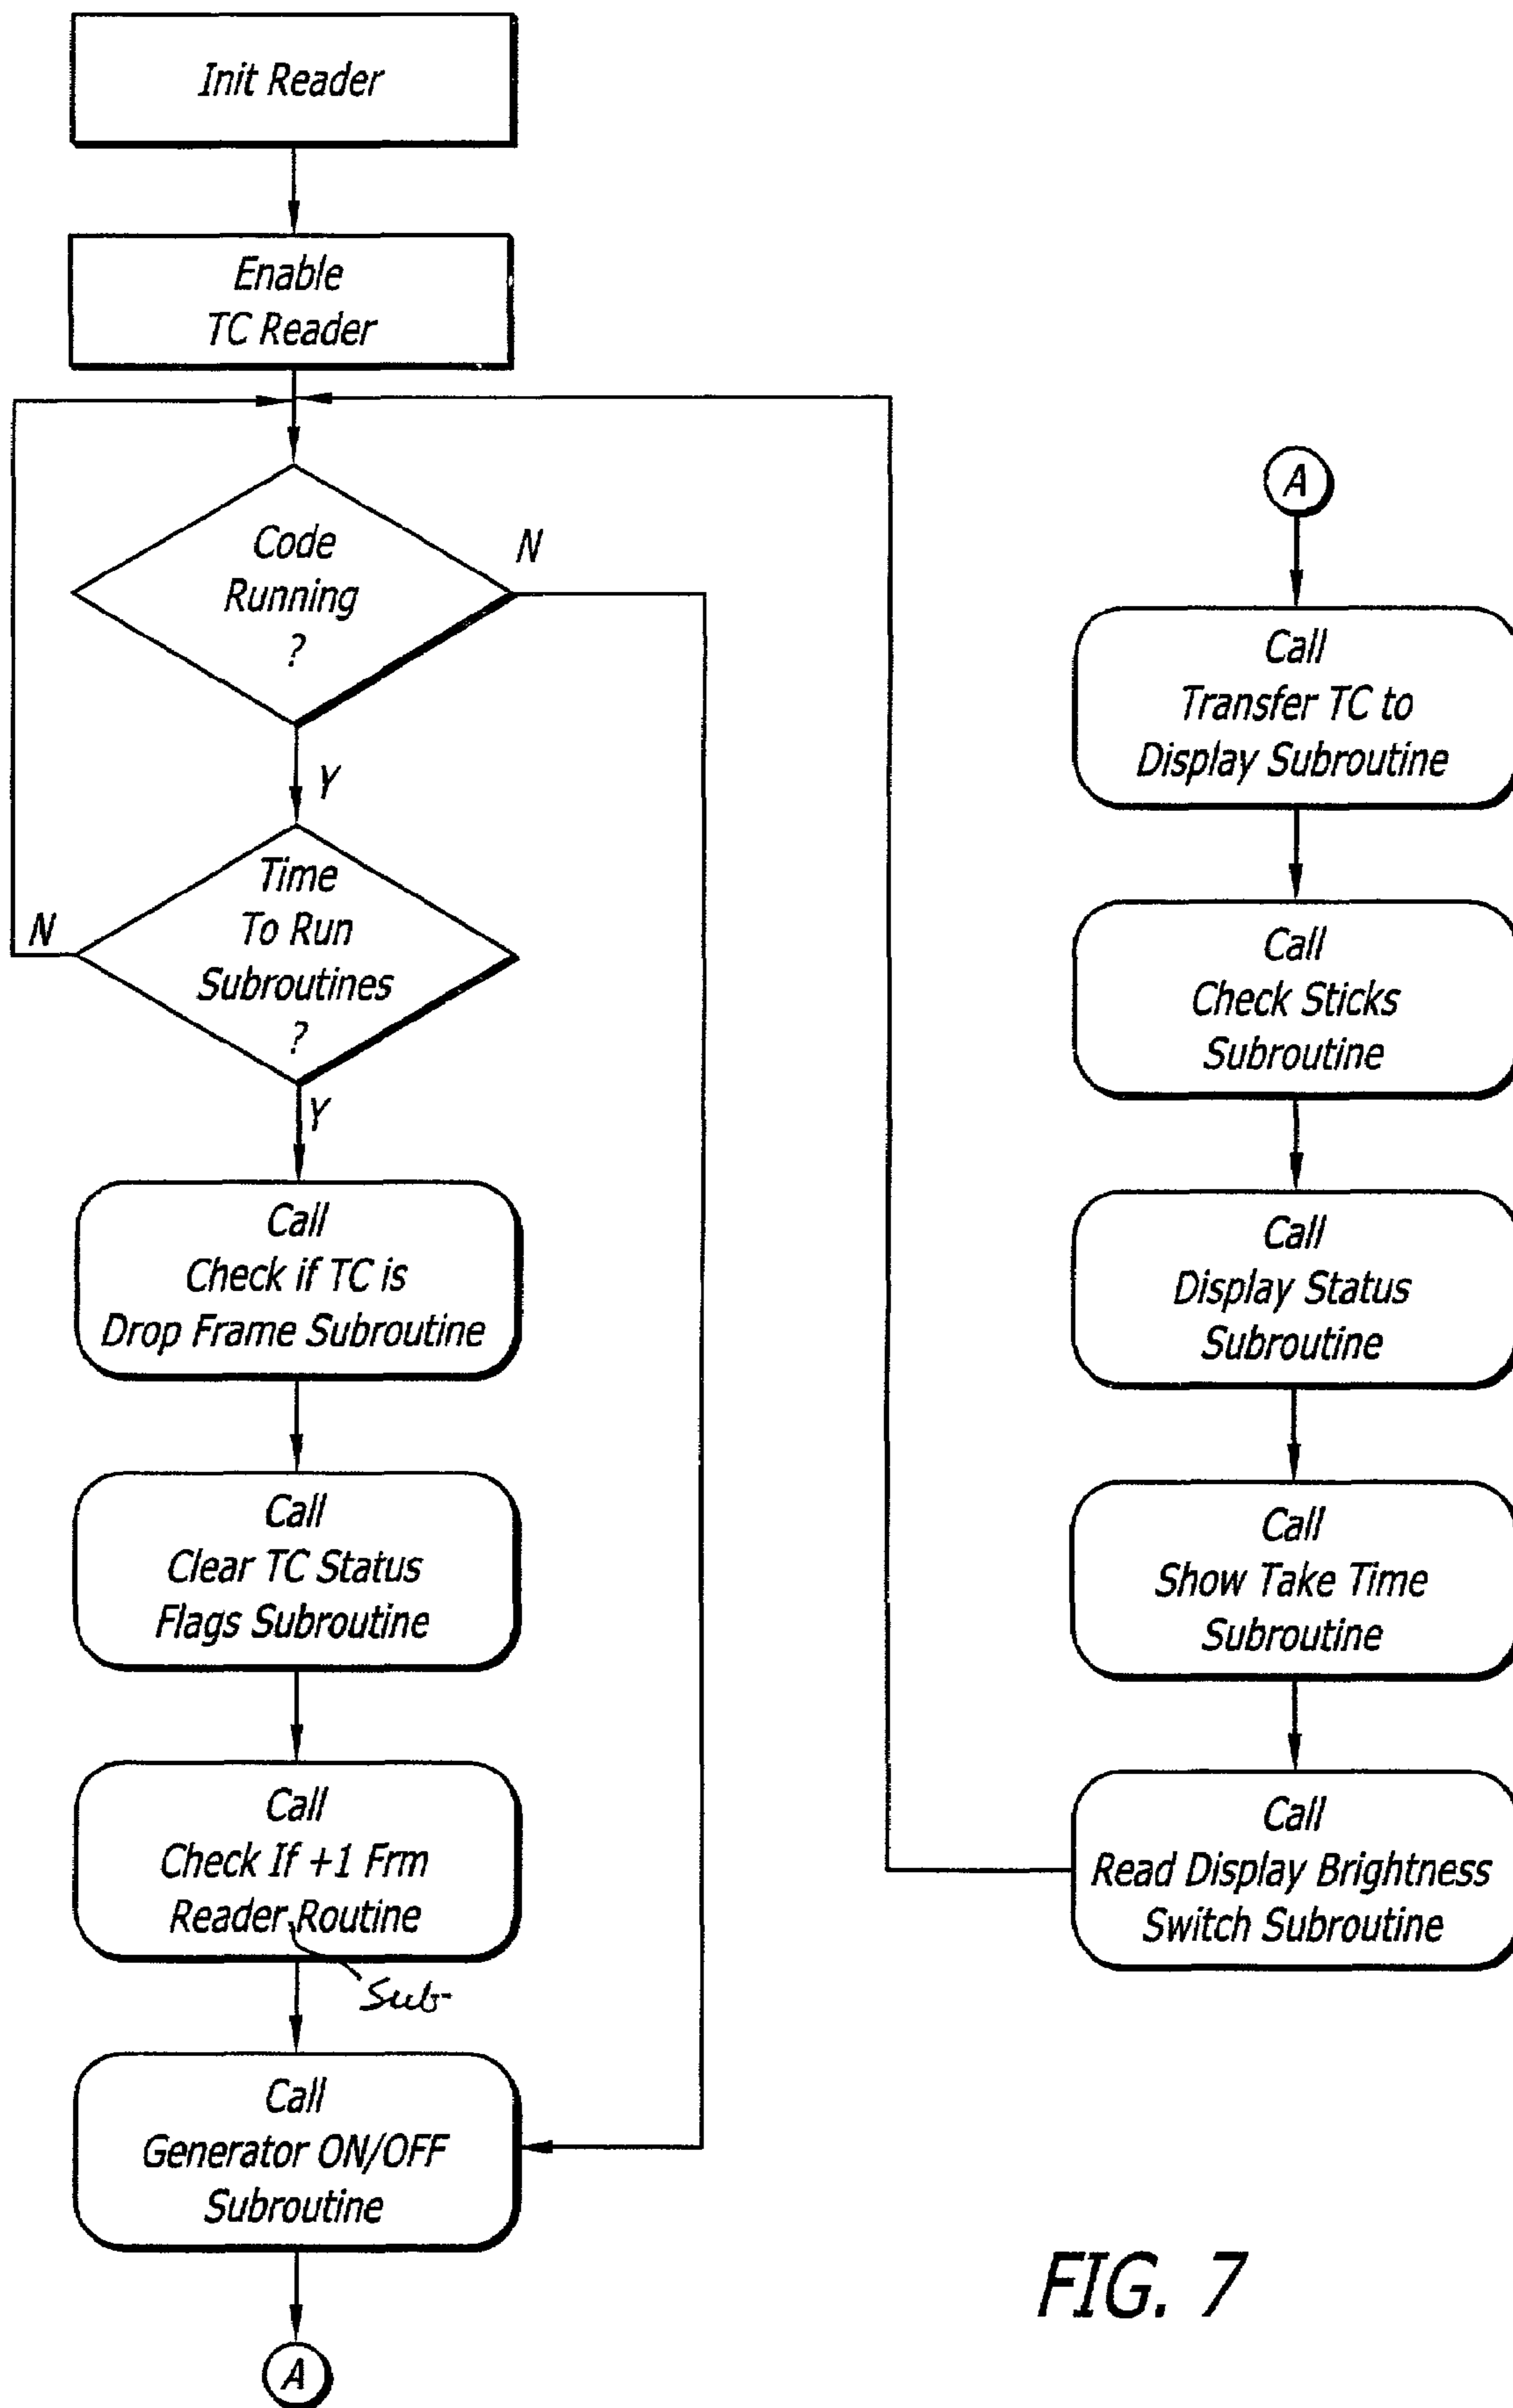 Init Reader
Enable
TC Reader
Code
Running
?
N
Y
Time
To Run
Subroutines
?
N
Y
Call
Check if TC is
Drop Frame Subroutine
Call
Clear TC Status
Flags Subroutine
Call
Check If +1 Frm
Reader Routine
Sub-
Call
Generator ON/OFF
Subroutine
A
A
Call
Transfer TC to
Display Subroutine
Call
Check Sticks
Subroutine
Call
Display Status
Subroutine
Call
Show Take Time
Subroutine
Call
Read Display Brightness
Switch Subroutine
FIG. 7